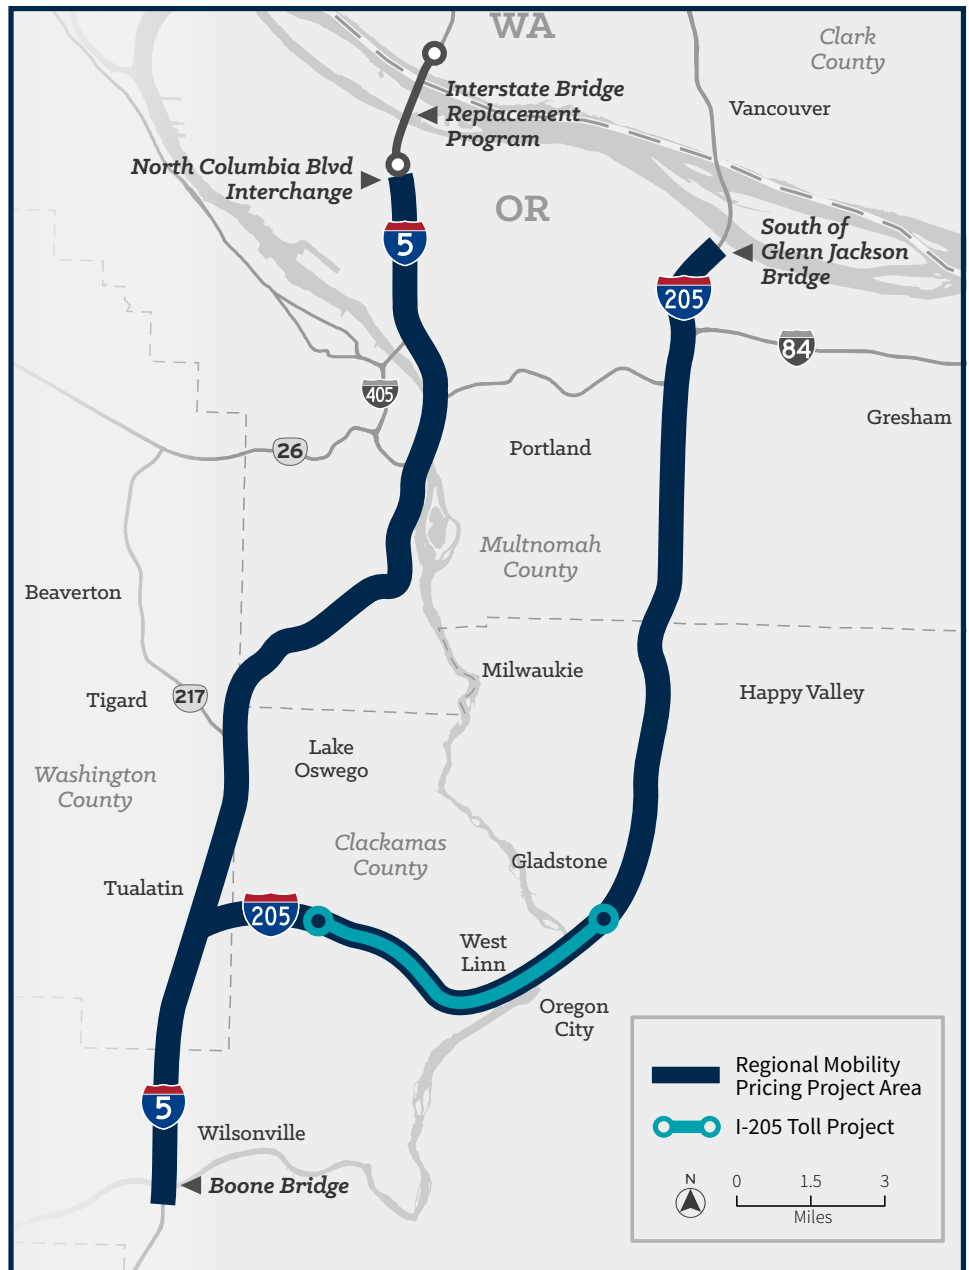 WA
Clark
County
Interstate Bridge
Replacement
Program
Vancouver
North Columbia Blvd
Interchange
OR
South of
Glenn Jackson
Bridge
5
205
84
405
Gresham
26
Portland
Multnomah
County
Beaverton
Milwaukie
Tigard
217
Happy Valley
Lake
Oswego
Washington
County
Clackamas
County
Gladstone
Tualatin
205
West
Linn
Oregon
City
Regional Mobility
Pricing Project Area
5
I-205 Toll Project
Wilsonville
Boone Bridge
N
0 1.5 3
Miles